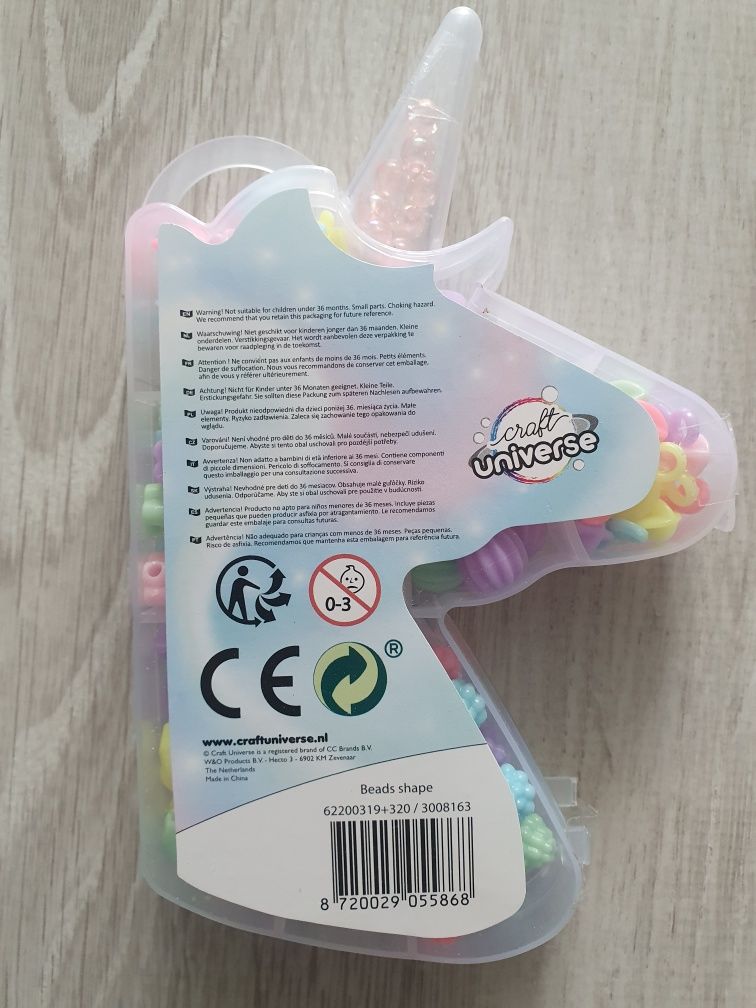 EN Warning! Not suitable for children under 36 months. Small parts. Choking hazard.
We recommend that you retain this packaging for future reference.
NL Waarschuwing! Niet geschikt voor kinderen jonger dan 36 maanden. Kleine
onderdelen. Verstikkingsgevaar. Het wordt aanbevolen deze verpakking te
bewaren voor raadpleging in de toekomst.
FR Attention ! Ne convient pas aux enfants de moins de 36 mois. Petits éléments.
Danger de suffocation. Nous vous recommandons de conserver cet emballage,
afin de vous y référer ultérieurement.
DE Achtung! Nicht für Kinder unter 36 Monaten geeignet. Kleine Teile.
Erstickungsgefahr. Sie sollten diese Packung zum späteren Nachlesen aufbewahren.
PL Uwaga! Produkt nieodpowiedni dla dzieci poniżej 36. miesiąca życia. Małe
elementy. Ryzyko zadławienia. Zaleca się zachowanie tego opakowania do
wglądu.
CZ Varování! Není vhodné pro děti do 36 měsíců. Malé součásti, nebezpečí udušení.
Doporučujeme. Abyste si tento obal uschovali pro pozdější potřeby.
IT Avvertenza! Non adatto a bambini di età inferiore ai 36 mesi. Contiene componenti
di piccole dimensioni. Pericolo di soffocamento. Si consiglia di conservare
questo imballaggio per una consultazione successiva.
Výstraha! Nevhodné pre deti do 36 mesiacov. Obsahuje malé guľôčky. Riziko
udusenia. Odporúčame. Aby ste si obal uschovali pre použitie v budúcnosti
ES Advertencia! Producto no apto para niños menores de 36 meses. Incluye piezas
pequeñas que pueden producir asfixia por atragantamiento. Le recomendamos
guardar este embalaje para consultas futuras.
PT Advertência! Não adequado para crianças com menos de 36 meses. Peças pequenas.
Risco de asfixia. Recomendamos que mantenha esta embalagem para referência futura.
craft
universe
0-3
CE
®
www.craftuniverse.nl
© Craft Universe is a registered brand of CC Brands B.V.
W&O Products B.V. - Hecto 3 - 6902 KM Zevenaar
The Netherlands
Made in China
Beads shape
62200319+320 / 3008163
8 720029 055868